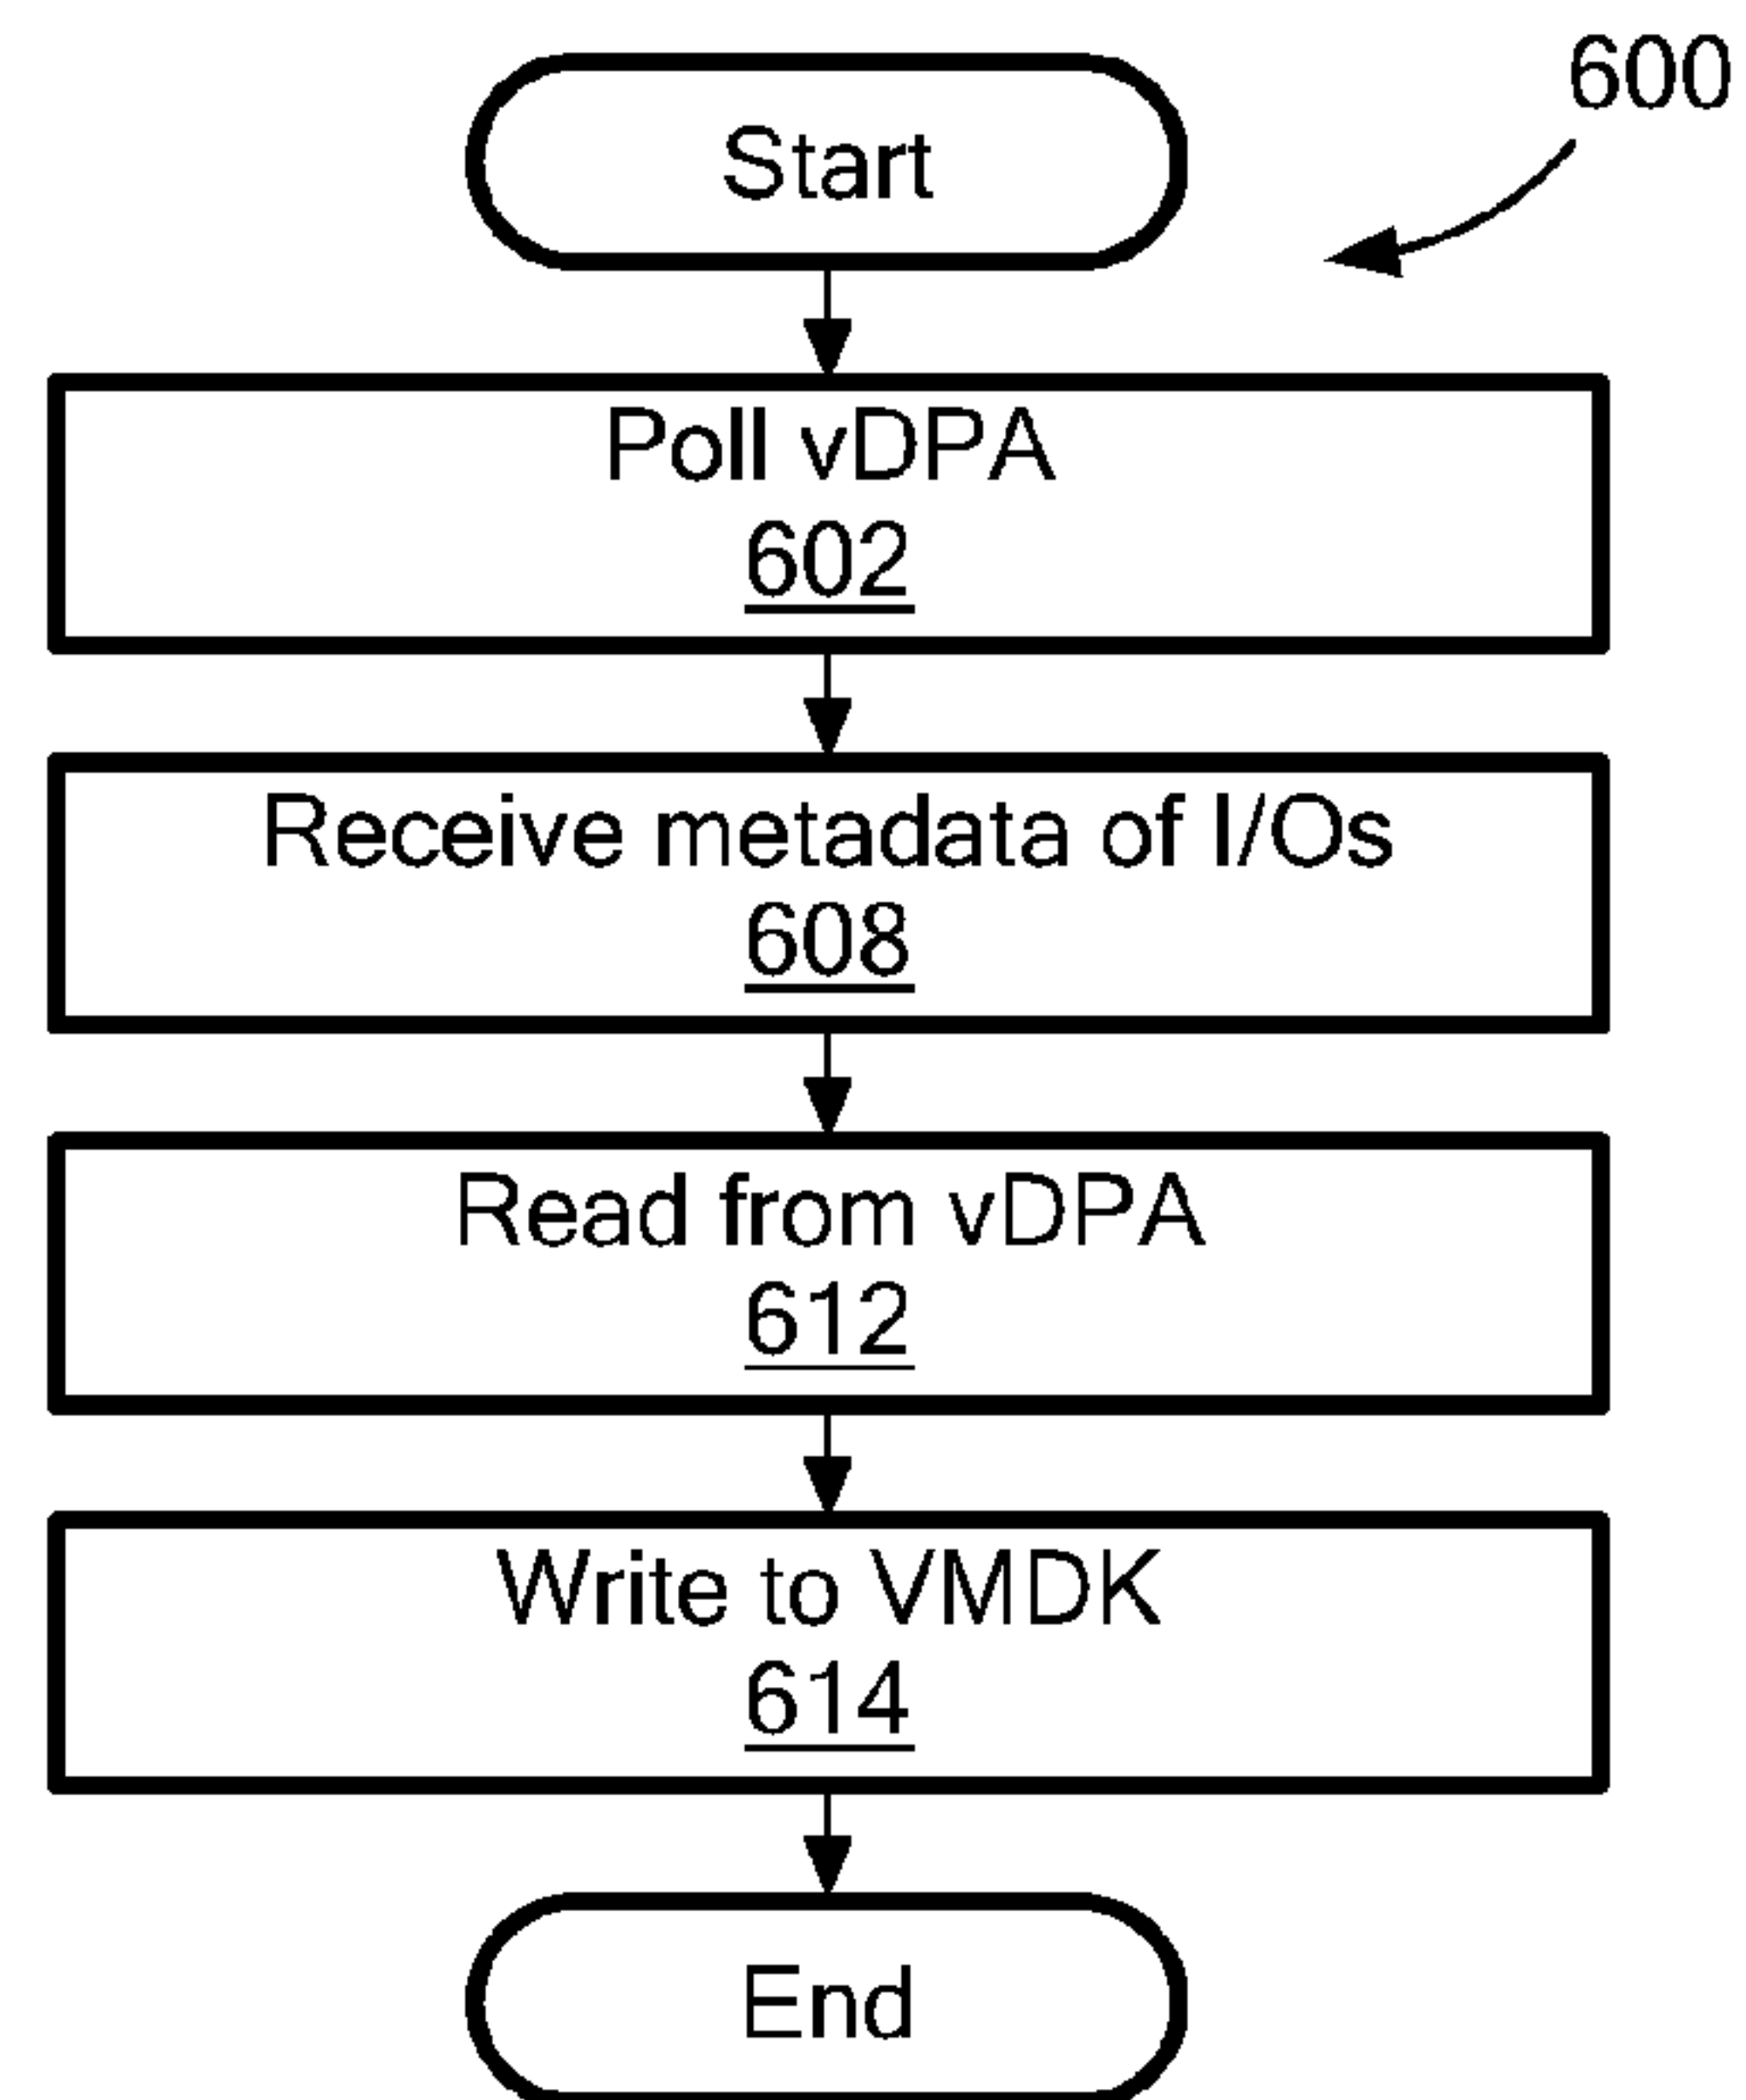 600
Start
Poll vDPA
602
Receive metadata of I/Os
608
Read from vDPA
612
Write to VMDK
614
End